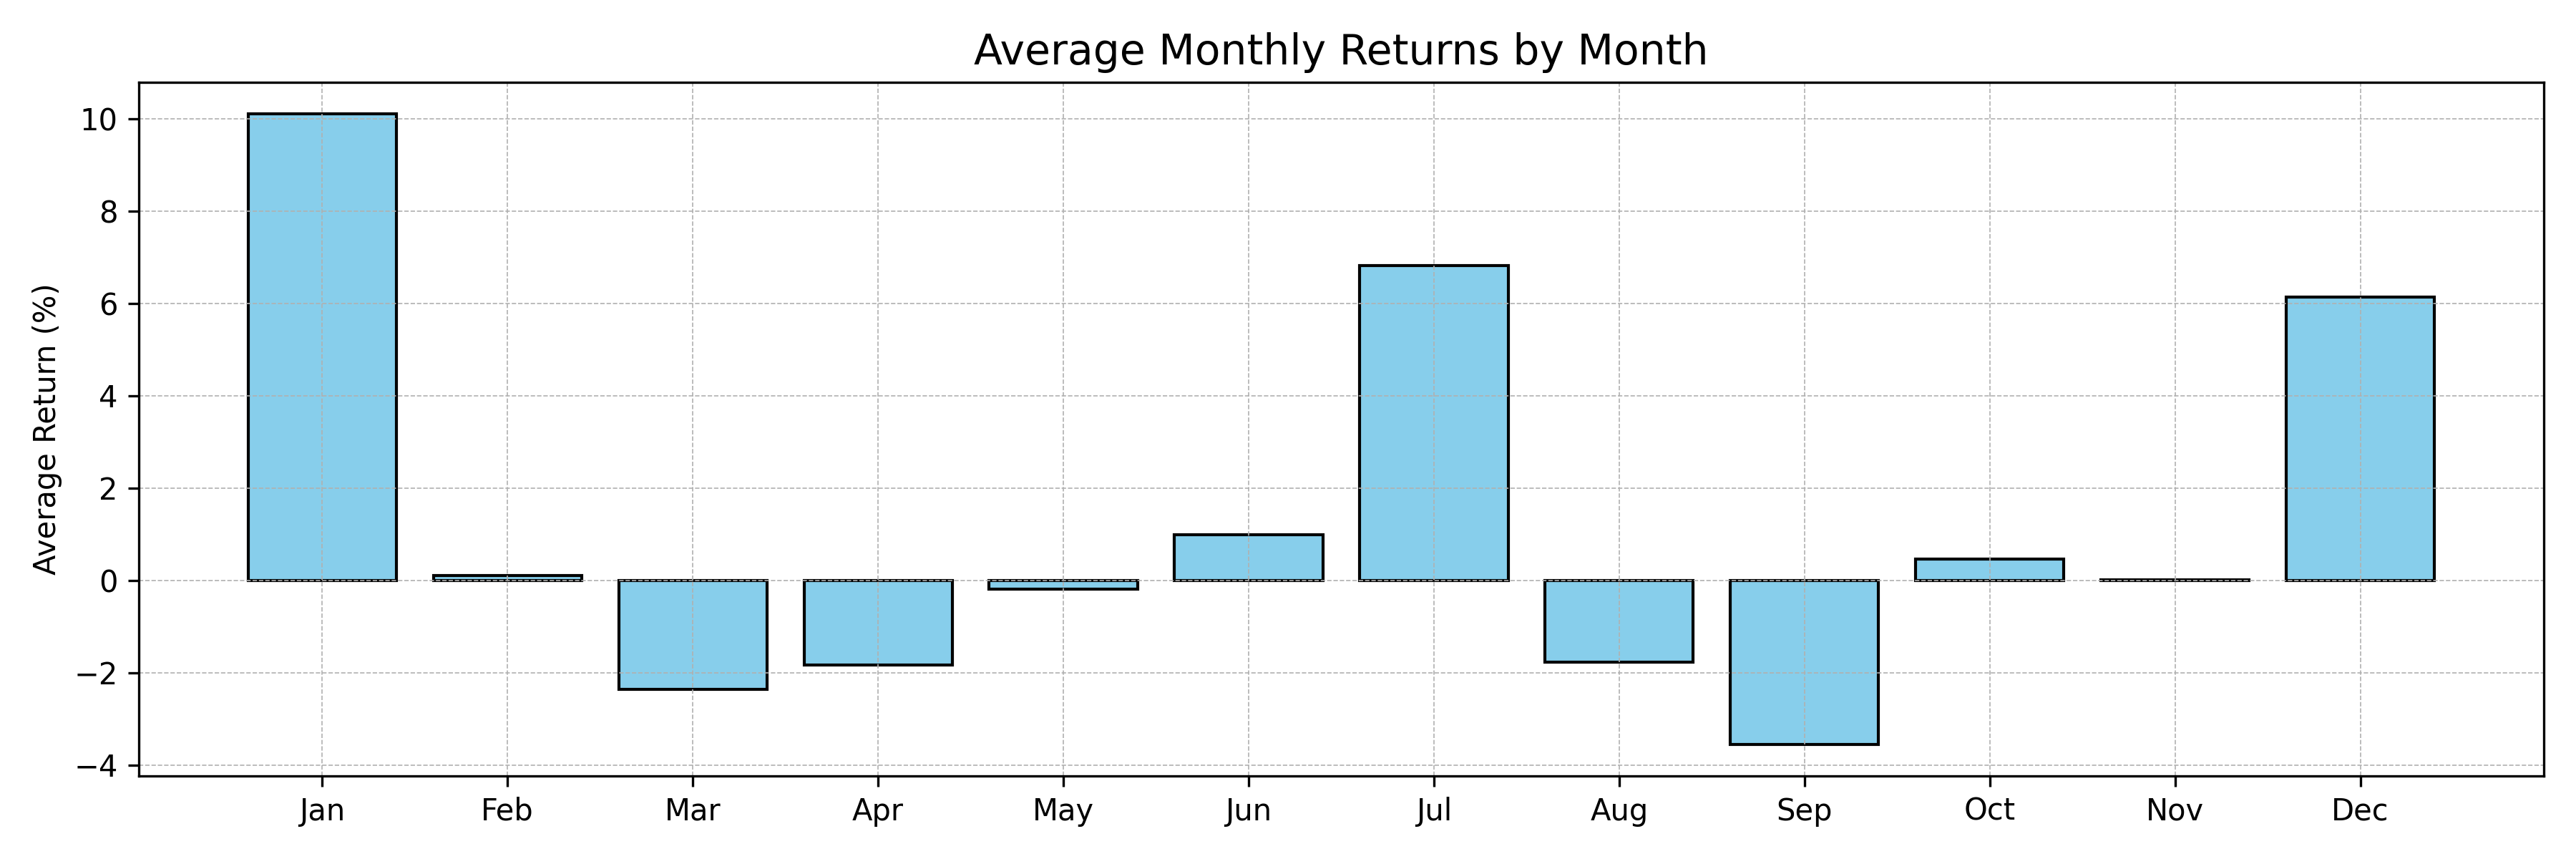 Average Monthly Returns by Month
Average Return (%)
10
8
6
4
2
0
−2
−4
Jan Feb Mar Apr May Jun Jul Aug Sep Oct Nov Dec